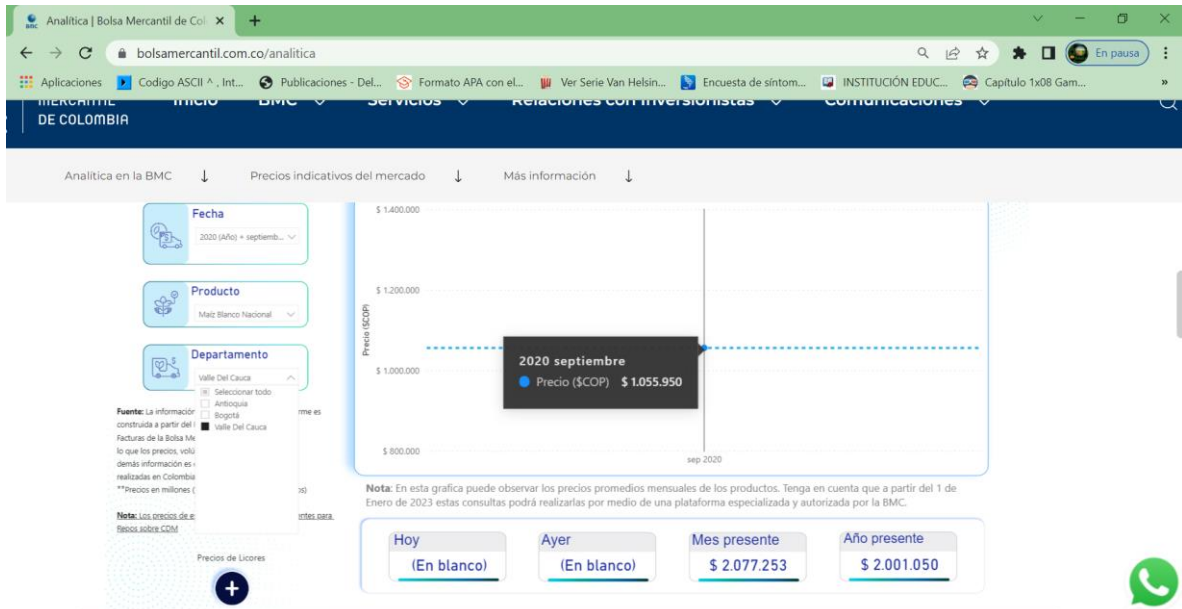 Analítica | Bolsa Mercantil de Col
bolsamercantil.com.co/analitica
En pausa
Aplicaciones
Codigo ASCII ^ , Int...
Publicaciones - Del...
Formato APA con el...
Ver Serie Van Helsin...
Encuesta de síntom...
INSTITUCIÓN EDUC...
Capítulo 1x08 Gam...
»
MERCANTIL
DE COLOMBIA
Inicio
BMC
Servicios
Relaciones con Inversionistas
Comunicaciones
Analítica en la BMC
Precios indicativos del mercado
Más información
Fecha
2020 (Año) + septiemb...
Producto
Maíz Blanco Nacional
Departamento
Valle Del Cauca
Seleccionar todo
Antioquia
Bogotá
Valle Del Cauca
Fuente: La información
rme es
construida a partir del
Facturas de la Bolsa Me
lo que los precios, volú
demás información es
realizadas en Colombia
**Precios en millones (
os)
Nota: Los precios de e
entes para
Repos sobre CDM
Precios de Licores
+
Precio ($COP)
$ 1.400.000
$ 1.200.000
$ 1.000.000
$ 800.000
2020 septiembre
Precio ($COP) $ 1.055.950
sep 2020
Nota: En esta grafica puede observar los precios promedios mensuales de los productos. Tenga en cuenta que a partir del 1 de
Enero de 2023 estas consultas podrá realizarlas por medio de una plataforma especializada y autorizada por la BMC.
Hoy
(En blanco)
Ayer
(En blanco)
Mes presente
$ 2.077.253
Año presente
$ 2.001.050